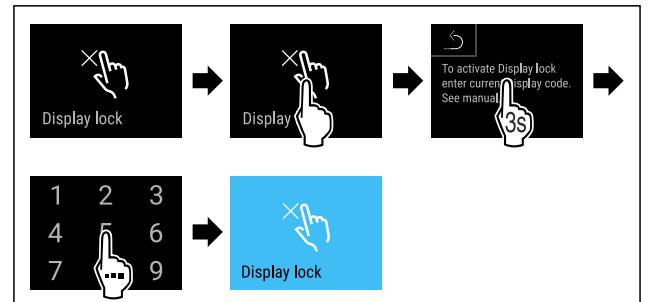 Display lock
Display
To activate Display lock
enter current display code.
See manual.
3s
1 2 3
4 5 6
7 9
Display lock